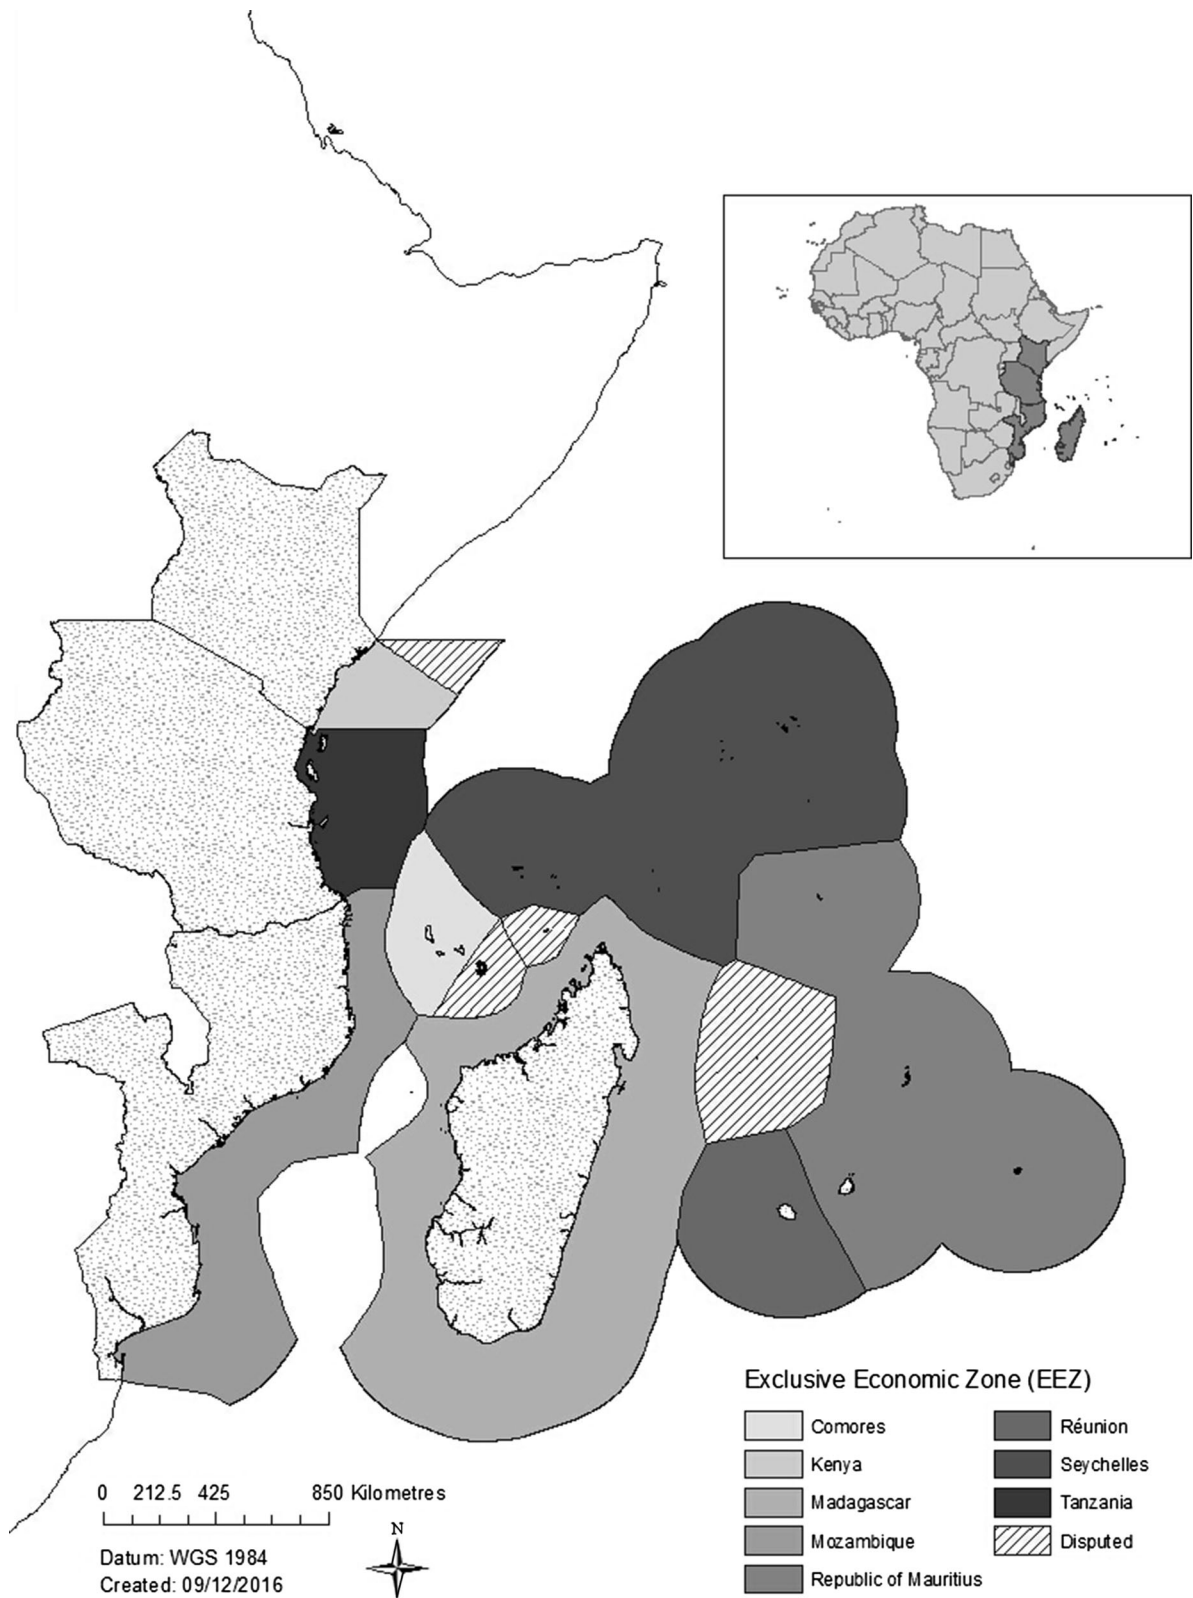 Exclusive Economic Zone (EEZ)
Comores
Kenya
Madagascar
Mozambique
Republic of Mauritius
Réunion
Seychelles
Tanzania
Disputed
0 212.5 425 850 Kilometres
N
Datum: WGS 1984
Created: 09/12/2016